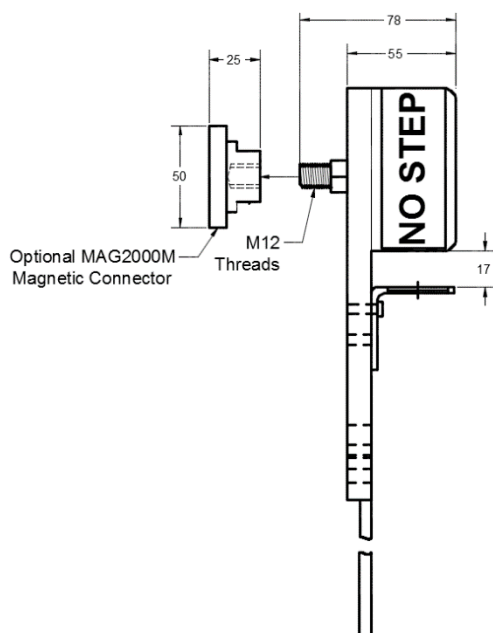 78
55
25
50
NO STEP
M12
Threads
Optional MAG2000M
Magnetic Connector
17